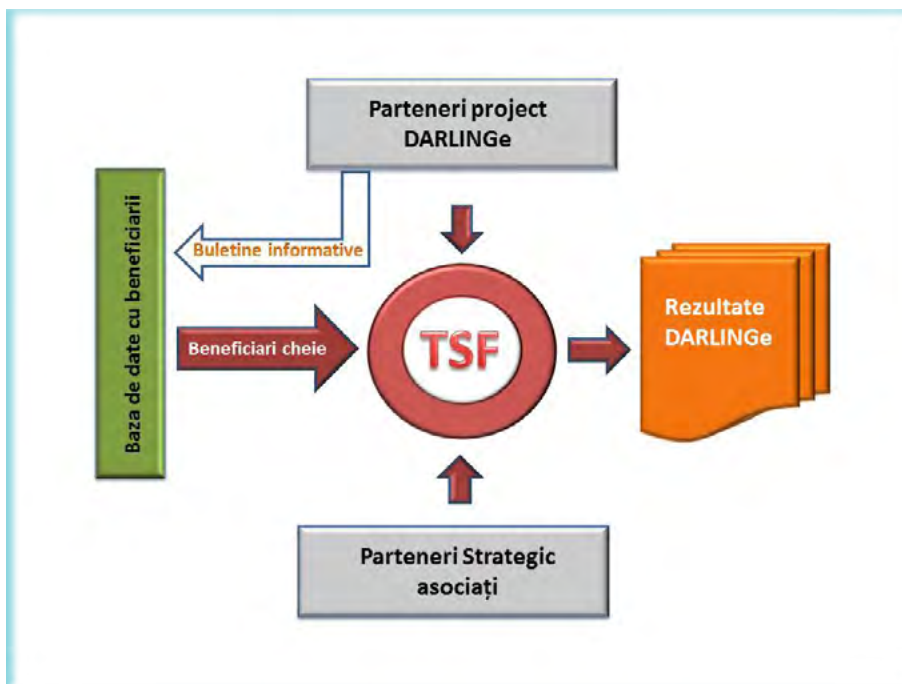 Parteneri project
DARLINGe
Buletine informative
Baza de date cu beneficiarii
Beneficiari cheie
TSF
Rezultate
DARLINGe
Parteneri Strategic
asociați